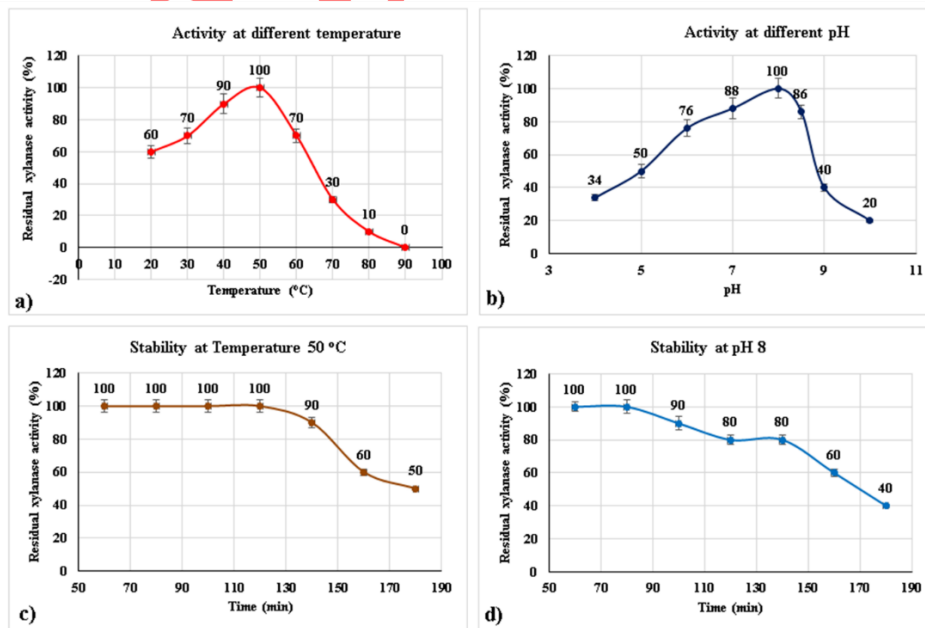 Activity at different temperature
Residual xylanase activity (%)
120
100
80
60
40
20
0
-20
60
70
90
100
70
30
10
0
0 10 20 30 40 50 60 70 80 90 100
Temperature (⁰C)
a)
Activity at different pH
Residual xylanase activity (%)
120
100
80
60
40
20
0
34
50
76
88
100
86
40
20
3 5 7 9 11
pH
b)
Stability at Temperature 50 ºC
Residual xylanase activity (%)
120
100
80
60
40
20
0
100 100 100 100
90
60
50
50 70 90 110 130 150 170 190
Time (min)
c)
Stability at pH 8
Residual xylanase activity (%)
120
100
80
60
40
20
0
100 100
90
80 80
60
40
50 70 90 110 130 150 170 190
Time (min)
d)